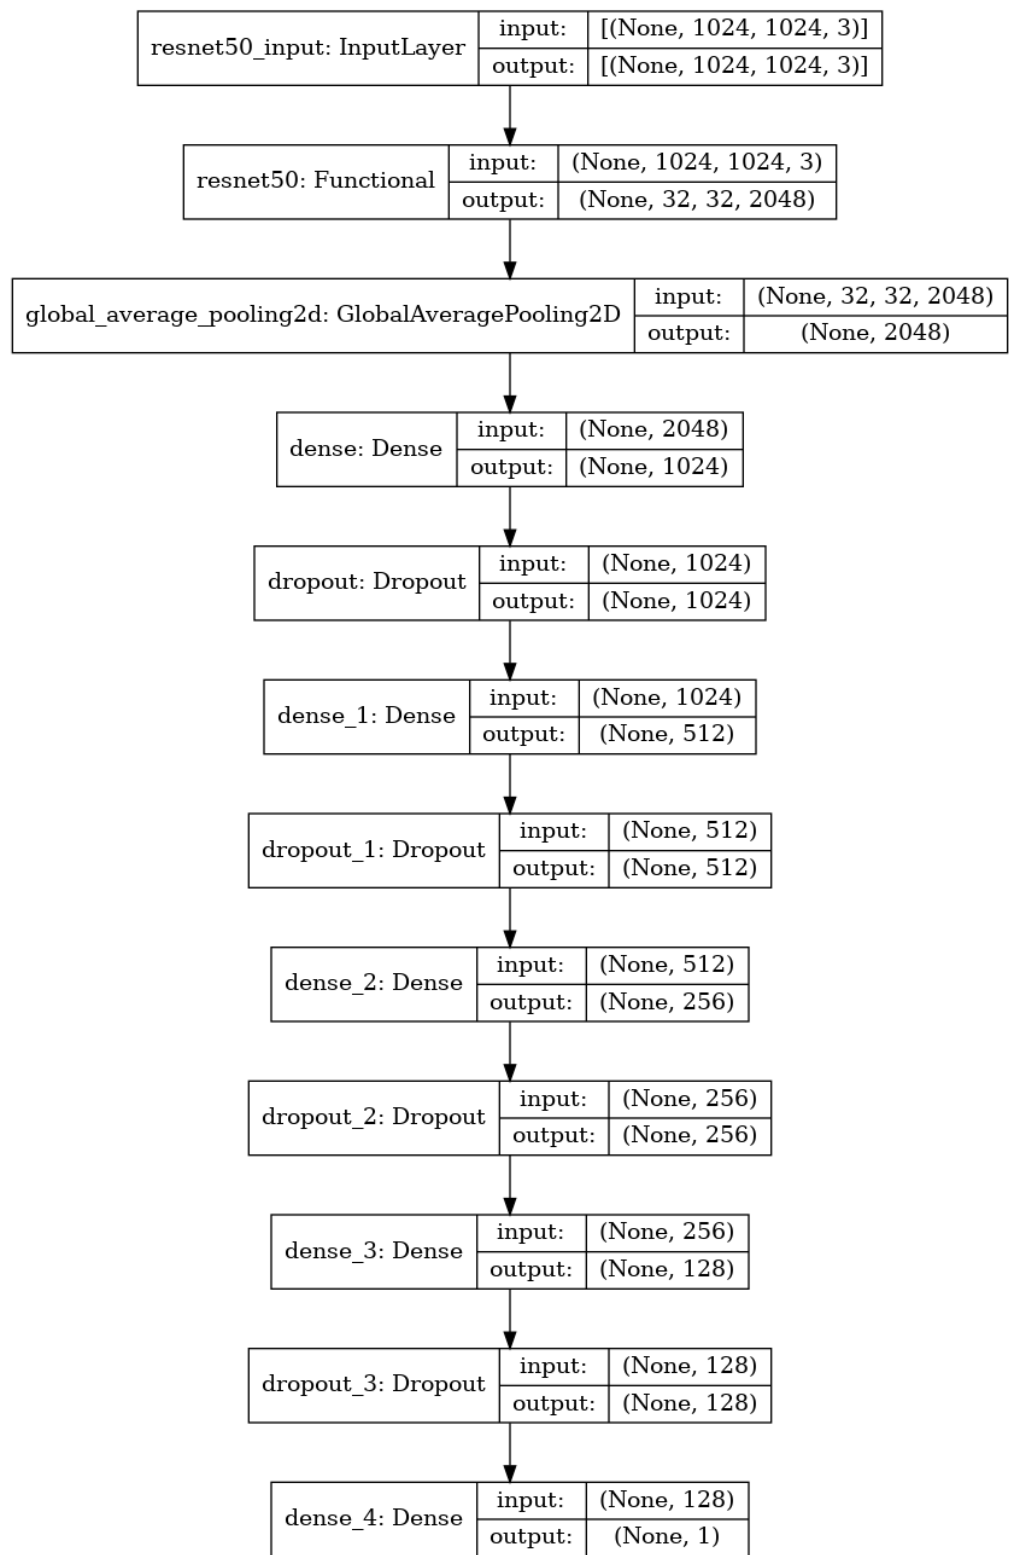 resnet50_input: InputLayer
input: [(None, 1024, 1024, 3)]
output: [(None, 1024, 1024, 3)]
resnet50: Functional
input: (None, 1024, 1024, 3)
output: (None, 32, 32, 2048)
global_average_pooling2d: GlobalAveragePooling2D
input: (None, 32, 32, 2048)
output: (None, 2048)
dense: Dense
input: (None, 2048)
output: (None, 1024)
dropout: Dropout
input: (None, 1024)
output: (None, 1024)
dense_1: Dense
input: (None, 1024)
output: (None, 512)
dropout_1: Dropout
input: (None, 512)
output: (None, 512)
dense_2: Dense
input: (None, 512)
output: (None, 256)
dropout_2: Dropout
input: (None, 256)
output: (None, 256)
dense_3: Dense
input: (None, 256)
output: (None, 128)
dropout_3: Dropout
input: (None, 128)
output: (None, 128)
dense_4: Dense
input: (None, 128)
output: (None, 1)